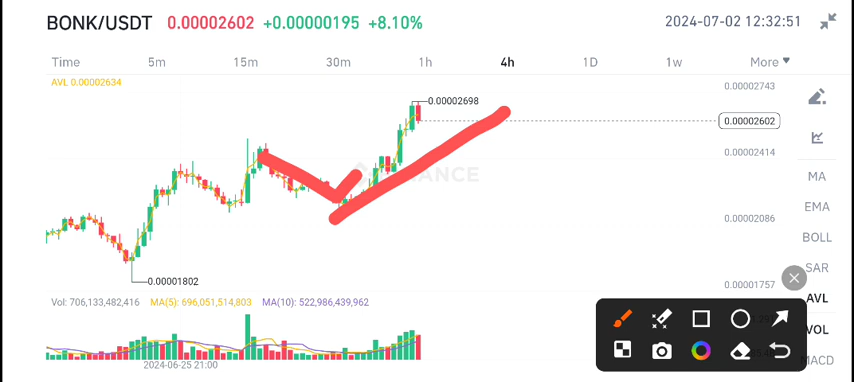 BONK/USDT 0.00002602 +0.00000195 +8.10% 2024-07-02 12:32:51
Time 5m 15m 30m 1h 4h 1D 1w More
AVL 0.00002634
0.00002743
0.00002698
0.00002602
0.00002414
MA
EMA
0.00002086
BOLL
SAR
0.00001802
0.00001757
AVL
Vol: 706,133,482,416 MA(5): 696,051,514,803 MA(10): 522,986,439,962
VOL
MACD
2024-06-25 21:00